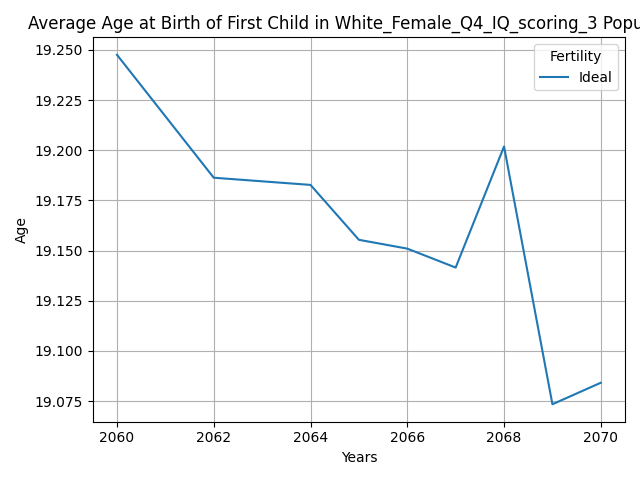 Average Age at Birth of First Child in White_Female_Q4_IQ_scoring_3 Popu
19.250
19.225
19.200
19.175
19.150
19.125
19.100
19.075
Age
Fertility
Ideal
2060 2062 2064 2066 2068 2070
Years